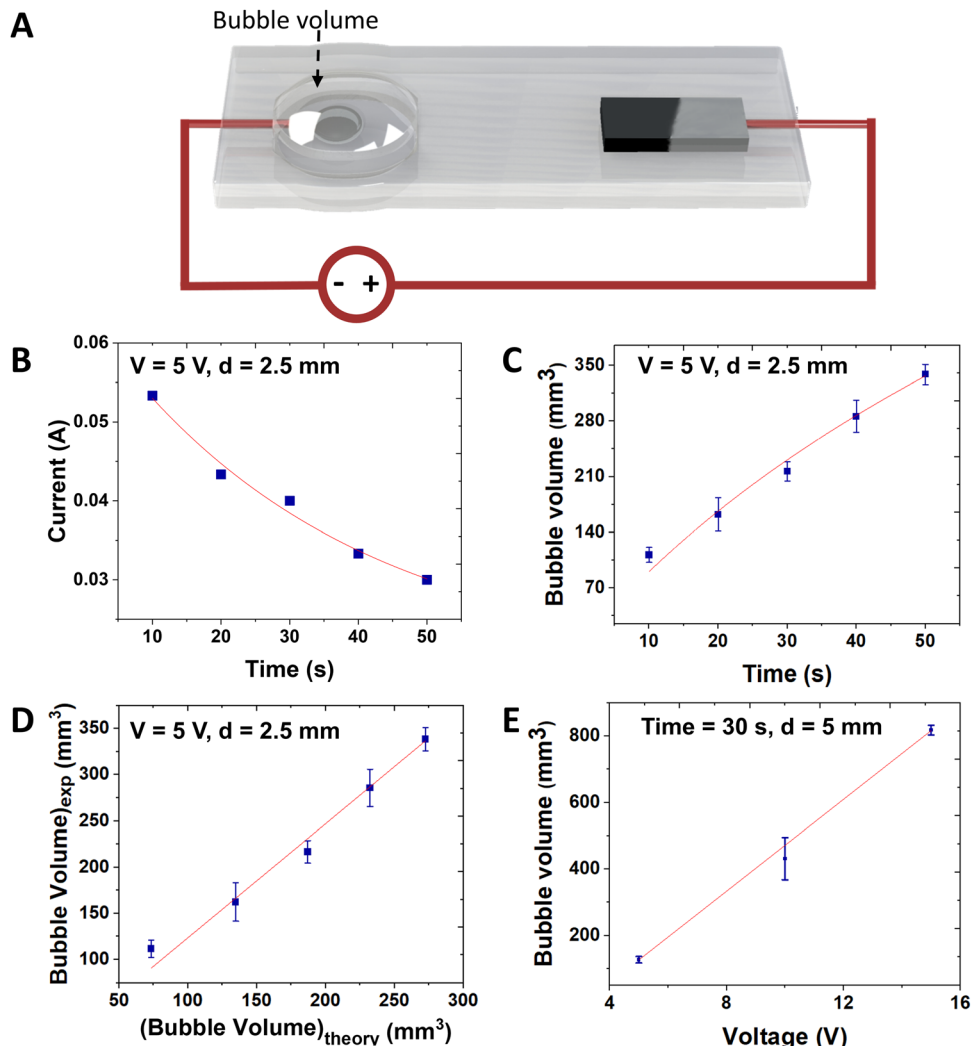 A
Bubble volume
- +
B
V = 5 V, d = 2.5 mm
Current (A)
0.06
0.05
0.04
0.03
10 20 30 40 50
Time (s)
C
V = 5 V, d = 2.5 mm
Bubble volume (mm³)
350
280
210
140
70
10 20 30 40 50
Time (s)
D
V = 5 V, d = 2.5 mm
Bubble Volume)exp (mm³)
350
300
250
200
150
100
50 100 150 200 250 300
(Bubble Volume)theory (mm³)
E
Time = 30 s, d = 5 mm
Bubble volume (mm³)
800
600
400
200
4 8 12 16
Voltage (V)